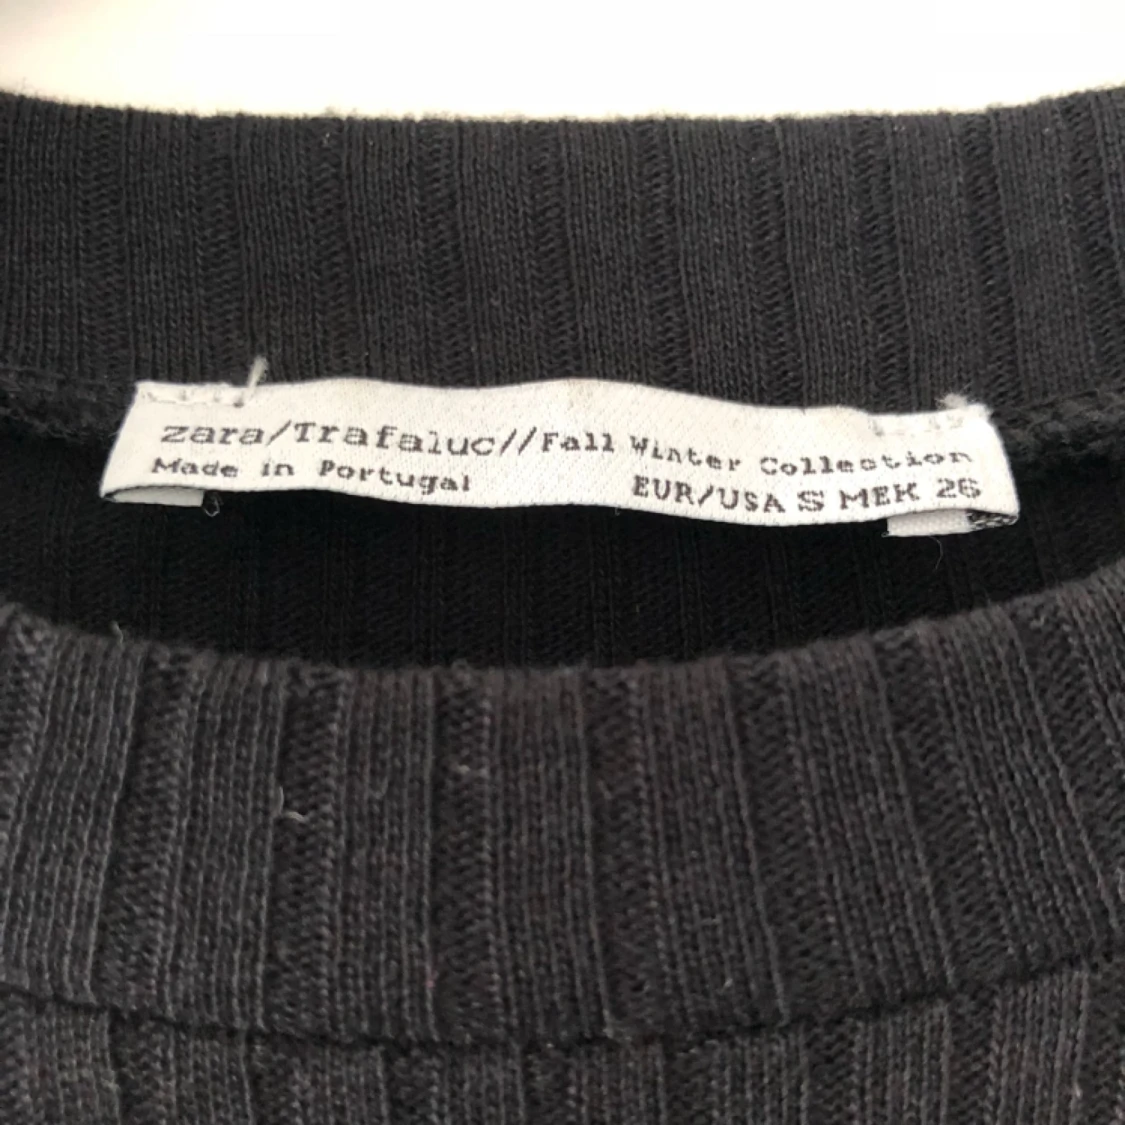 zara/Trafaluc//Fall Winter Collection
Made in Portugal EUR/USA S MEK 26